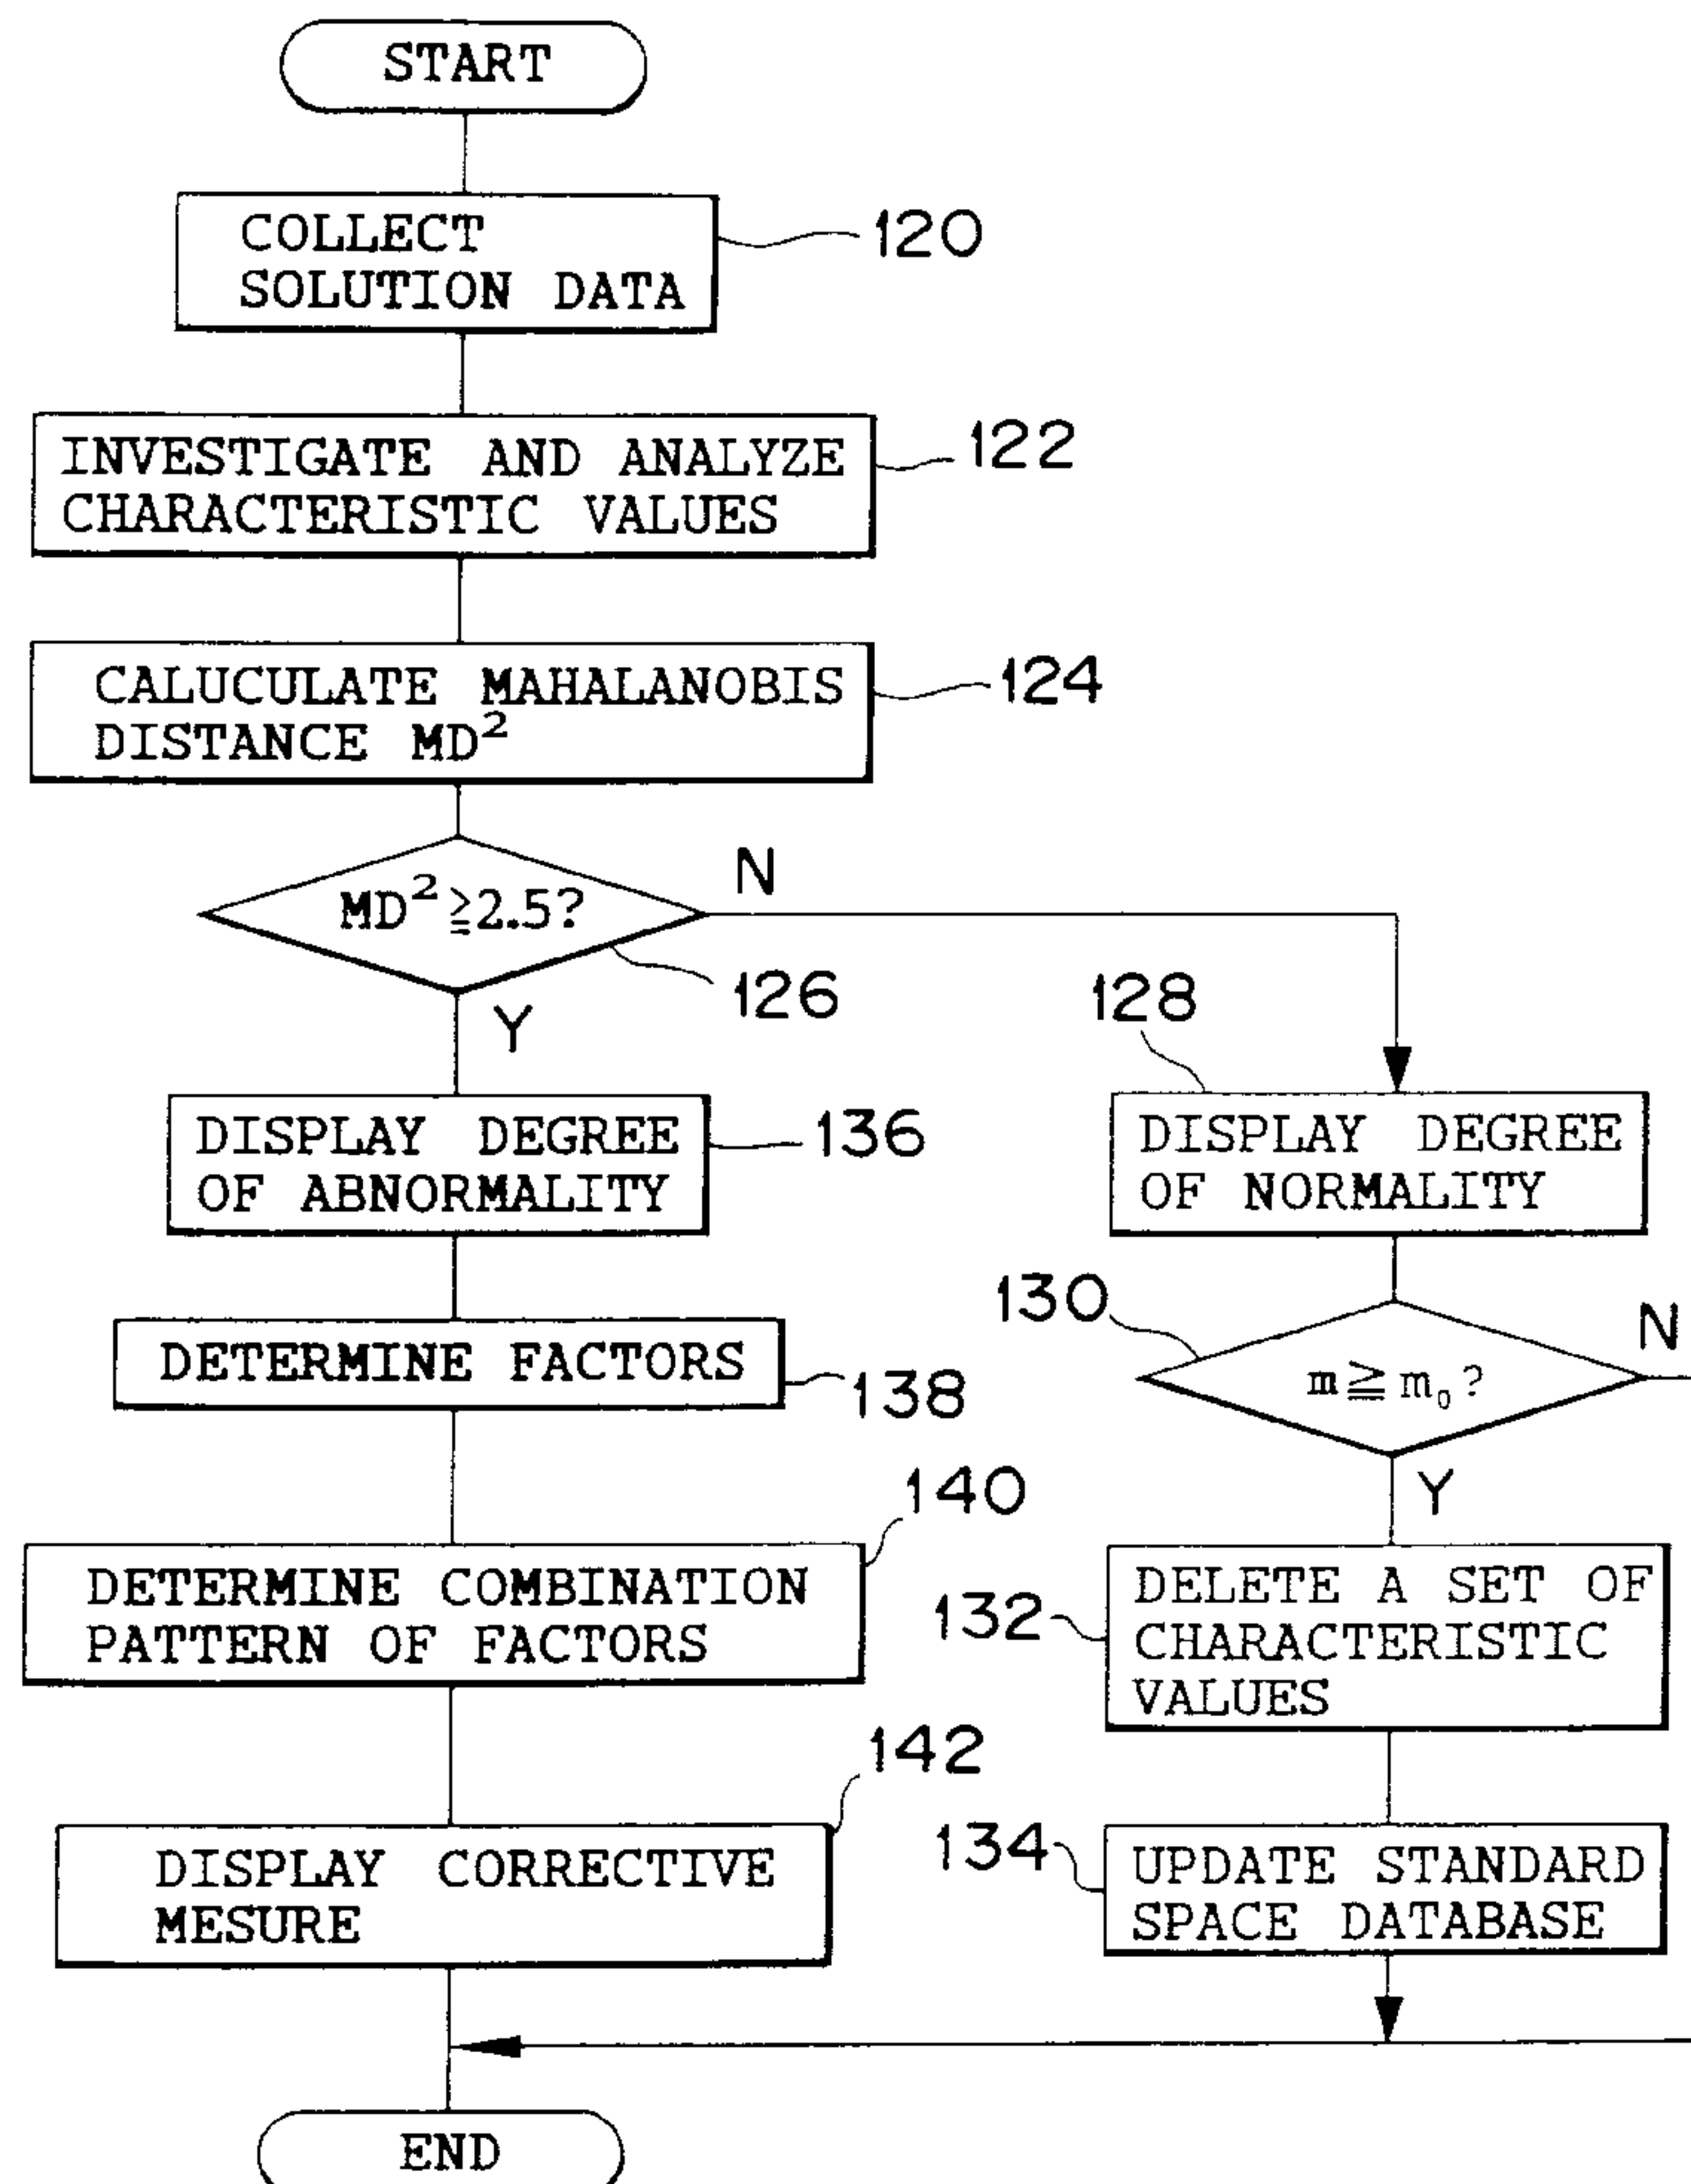 START
COLLECT
SOLUTION DATA
120
INVESTIGATE AND ANALYZE
CHARACTERISTIC VALUES
122
CALUCULATE MAHALANOBIS
DISTANCE MD²
124
MD² ≧2.5?
N
126
Y
128
DISPLAY DEGREE
OF ABNORMALITY
136
DISPLAY DEGREE
OF NORMALITY
DETERMINE FACTORS
138
130
m≧m₀?
N
Y
140
DETERMINE COMBINATION
PATTERN OF FACTORS
132
DELETE A SET OF
CHARACTERISTIC
VALUES
142
DISPLAY CORRECTIVE
MESURE
134
UPDATE STANDARD
SPACE DATABASE
END